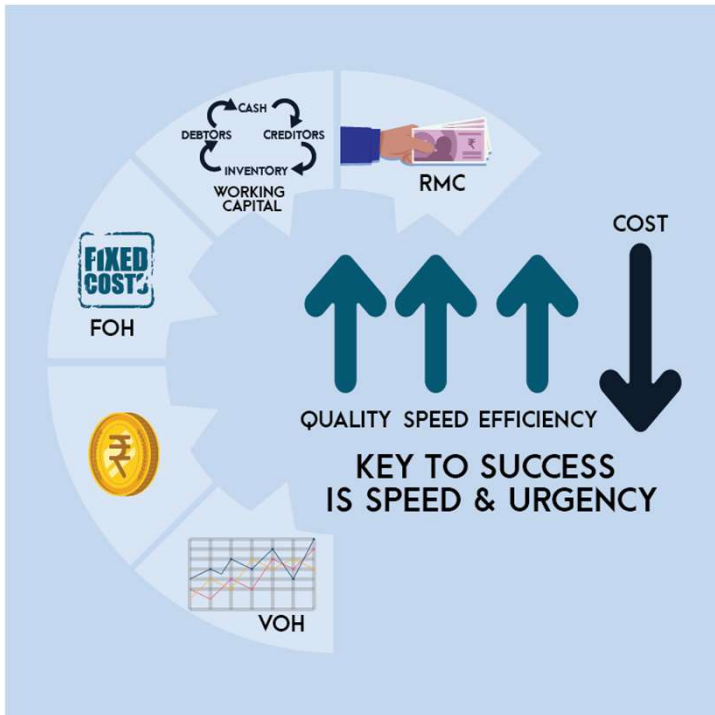 CASH
DEBTORS CREDITORS
INVENTORY
WORKING
CAPITAL
₹
RMC
FIXED
COSTS
FOH
₹
VOH
COST
QUALITY SPEED EFFICIENCY
KEY TO SUCCESS
IS SPEED & URGENCY